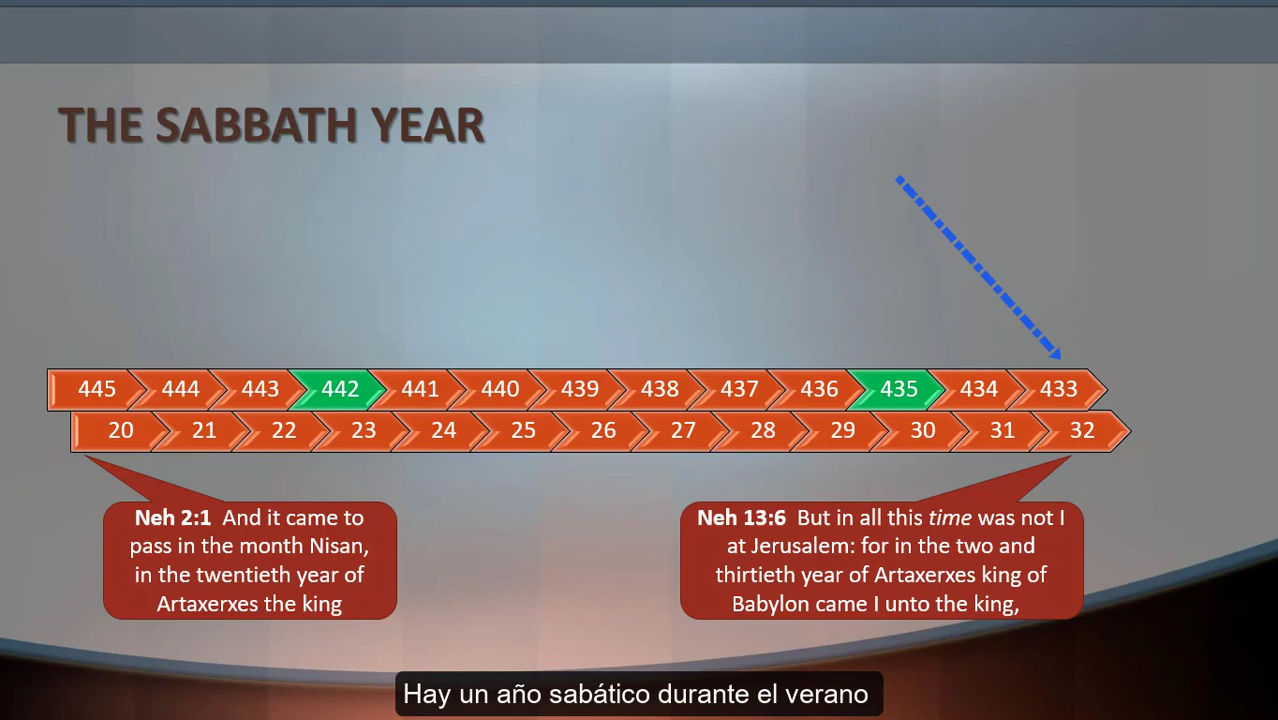 THE SABBATH YEAR
445 444 443 442 441 440 439 438 437 436 435 434 433
20 21 22 23 24 25 26 27 28 29 30 31 32
Neh 2:1 And it came to
pass in the month Nisan,
in the twentieth year of
Artaxerxes the king
Neh 13:6 But in all this time was not I
at Jerusalem: for in the two and
thirtieth year of Artaxerxes king of
Babylon came I unto the king,
Hay un año sabático durante el verano